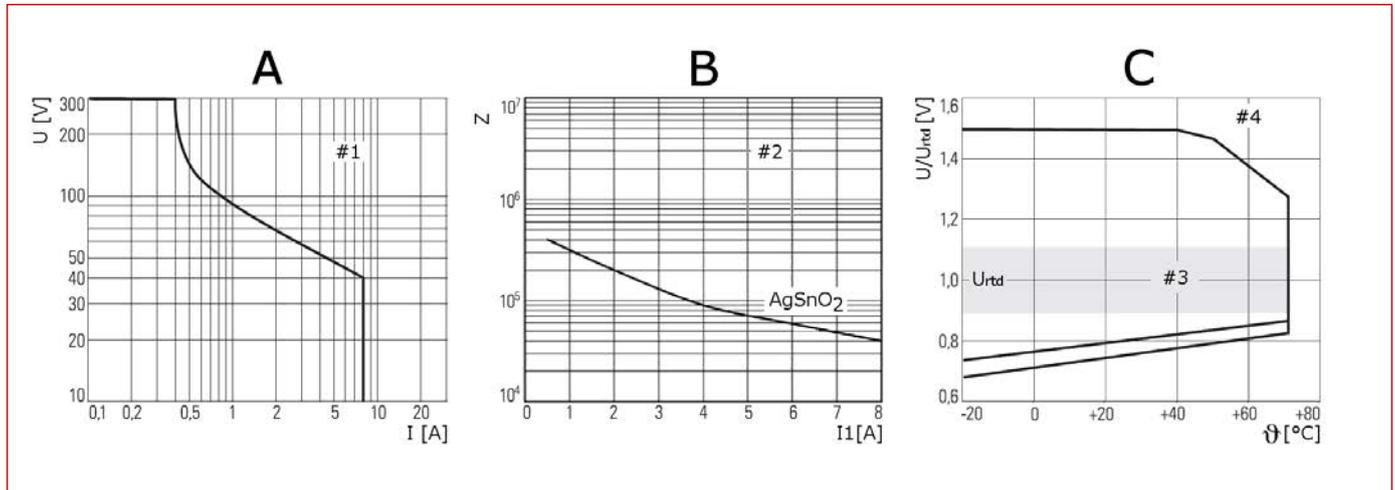 A
U [V]
300
200
100
50
40
30
20
10
#1
0,1 0,2 0,5 1 2 5 10 20
I [A]
B
Z
10⁷
10⁶
10⁵
10⁴
#2
AgSnO₂
0 1 2 3 4 5 6 7 8
I1[A]
C
U/Urtd [V]
1,6
1,4
1,2
1,0
0,8
0,6
#4
Urtd
#3
-20 0 +20 +40 +60 +80
ϑ[°C]